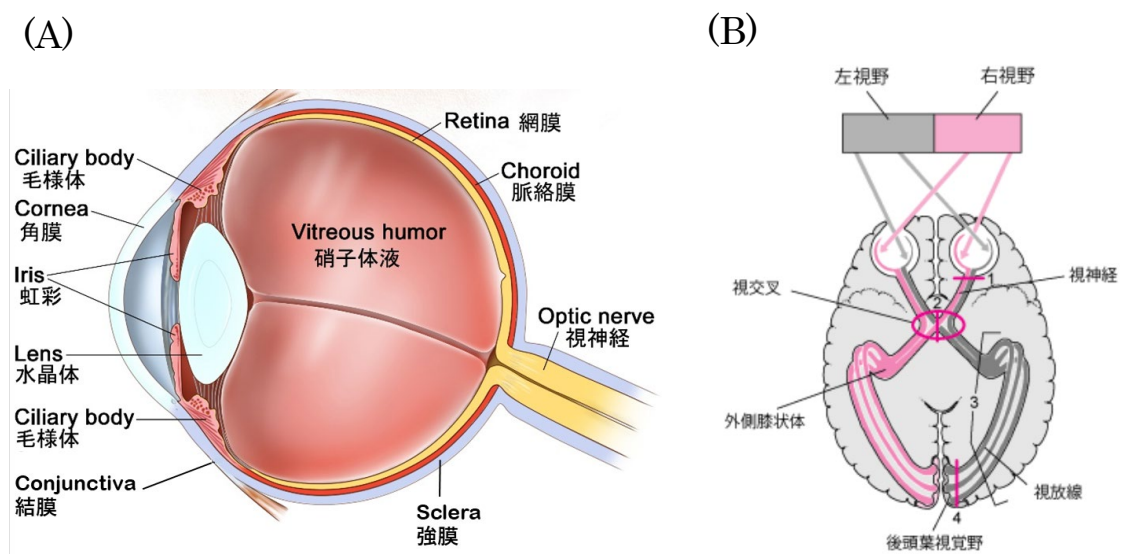 (A)
Ciliary body
毛様体
Cornea
角膜
Iris
虹彩
Lens
水晶体
Ciliary body
毛様体
Conjunctiva
結膜
Retina 網膜
Choroid
脈絡膜
Vitreous humor
硝子体液
Optic nerve
視神経
Sclera
強膜
(B)
左視野
右視野
視交叉
2
視神経
3
外側膝状体
視放線
4
後頭葉視覚野